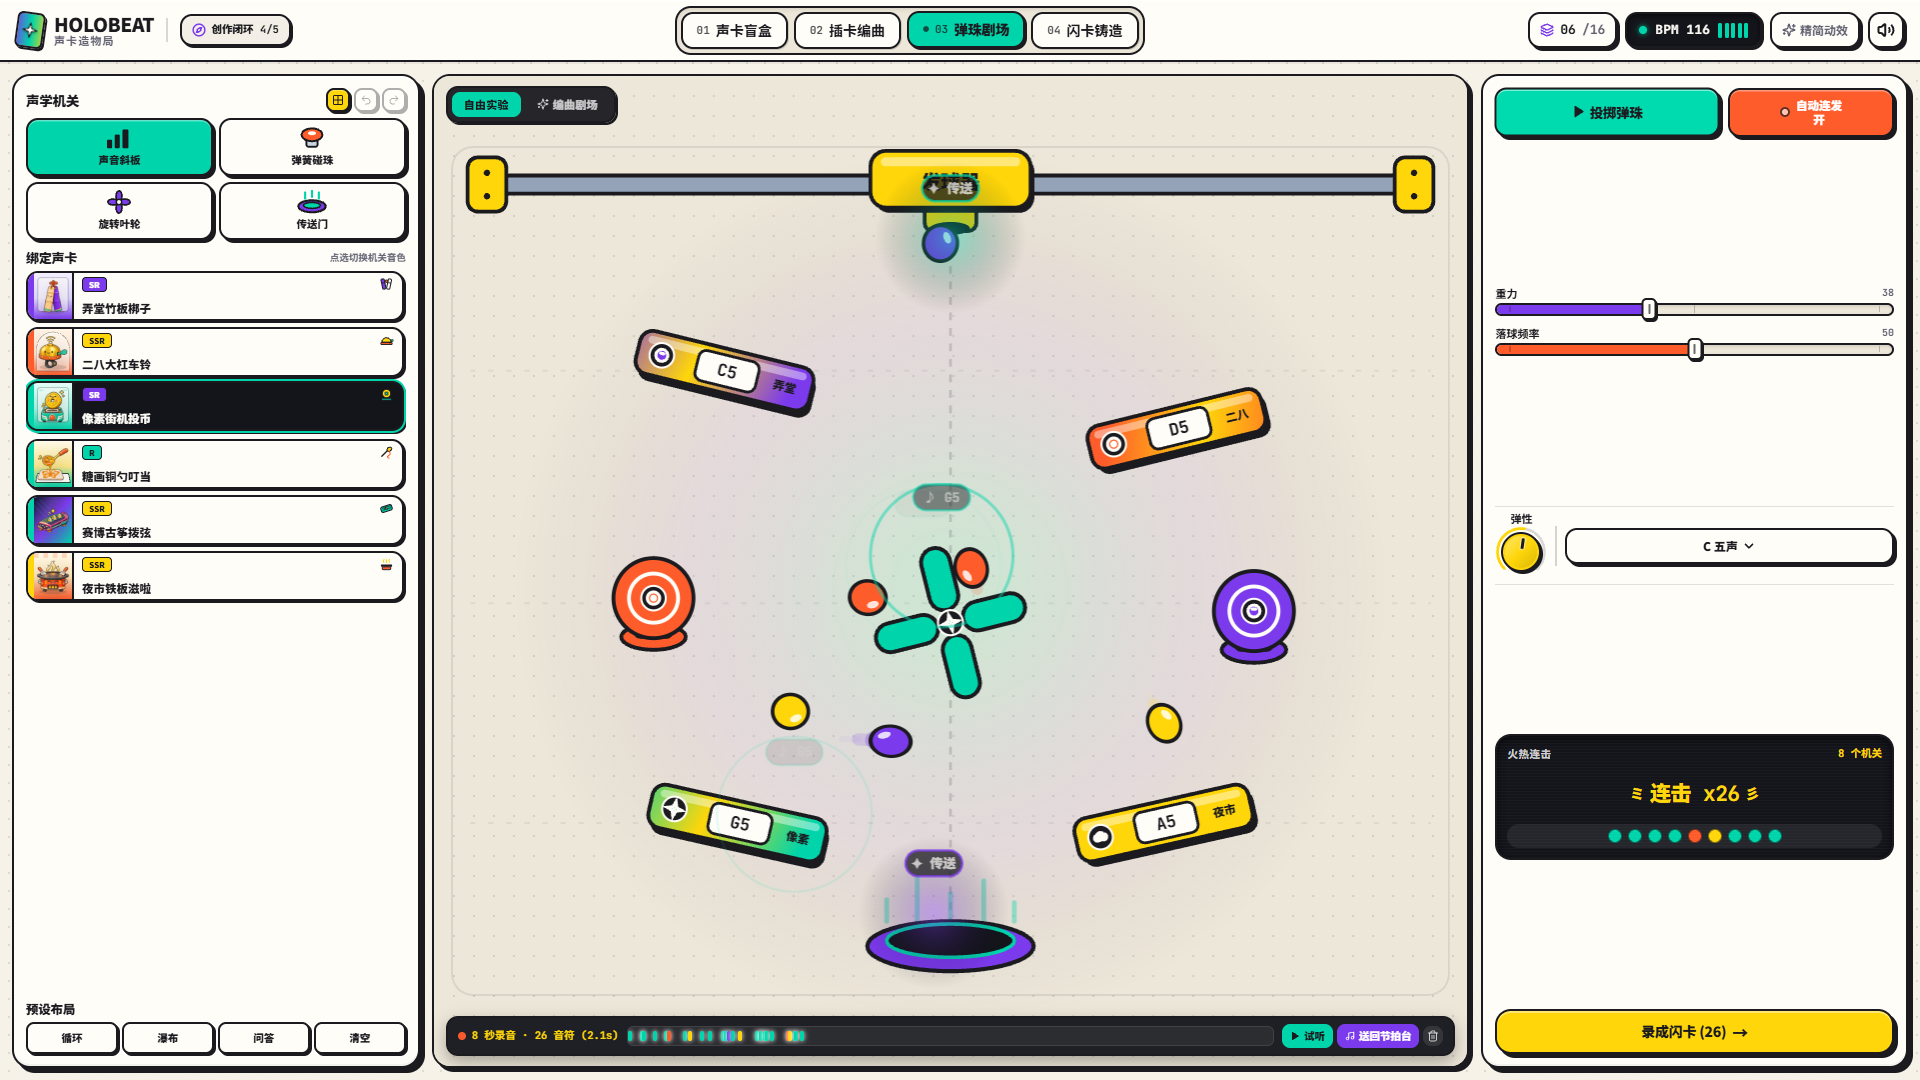 HOLOBEAT
声卡造物局
创作闭环 4/5
01 声卡盲盒
02 插卡编曲
03 弹珠剧场
04 闪卡铸造
06 /16
BPM 116
精简动效
声学机关
声音斜板
弹簧碰珠
旋转叶轮
传送门
绑定声卡
点选切换机关音色
SR
弄堂竹板梆子
SSR
二八大杠车铃
SR
像素街机投币
R
糖画铜勺叮当
SSR
赛博古筝拨弦
SSR
夜市铁板滋啦
预设布局
循环
瀑布
问答
清空
自由实验
编曲剧场
传送
C5 弄堂
D5 二八
♪ G5
G5 像素
A5 夜市
传送
8 秒录音 · 26 音符 (2.1s)
试听
送回节拍台
投掷弹珠
自动连发
开
重力
38
落球频率
50
弹性
C 五声
火热连击
8 个机关
连击 x26
录成闪卡 (26) →